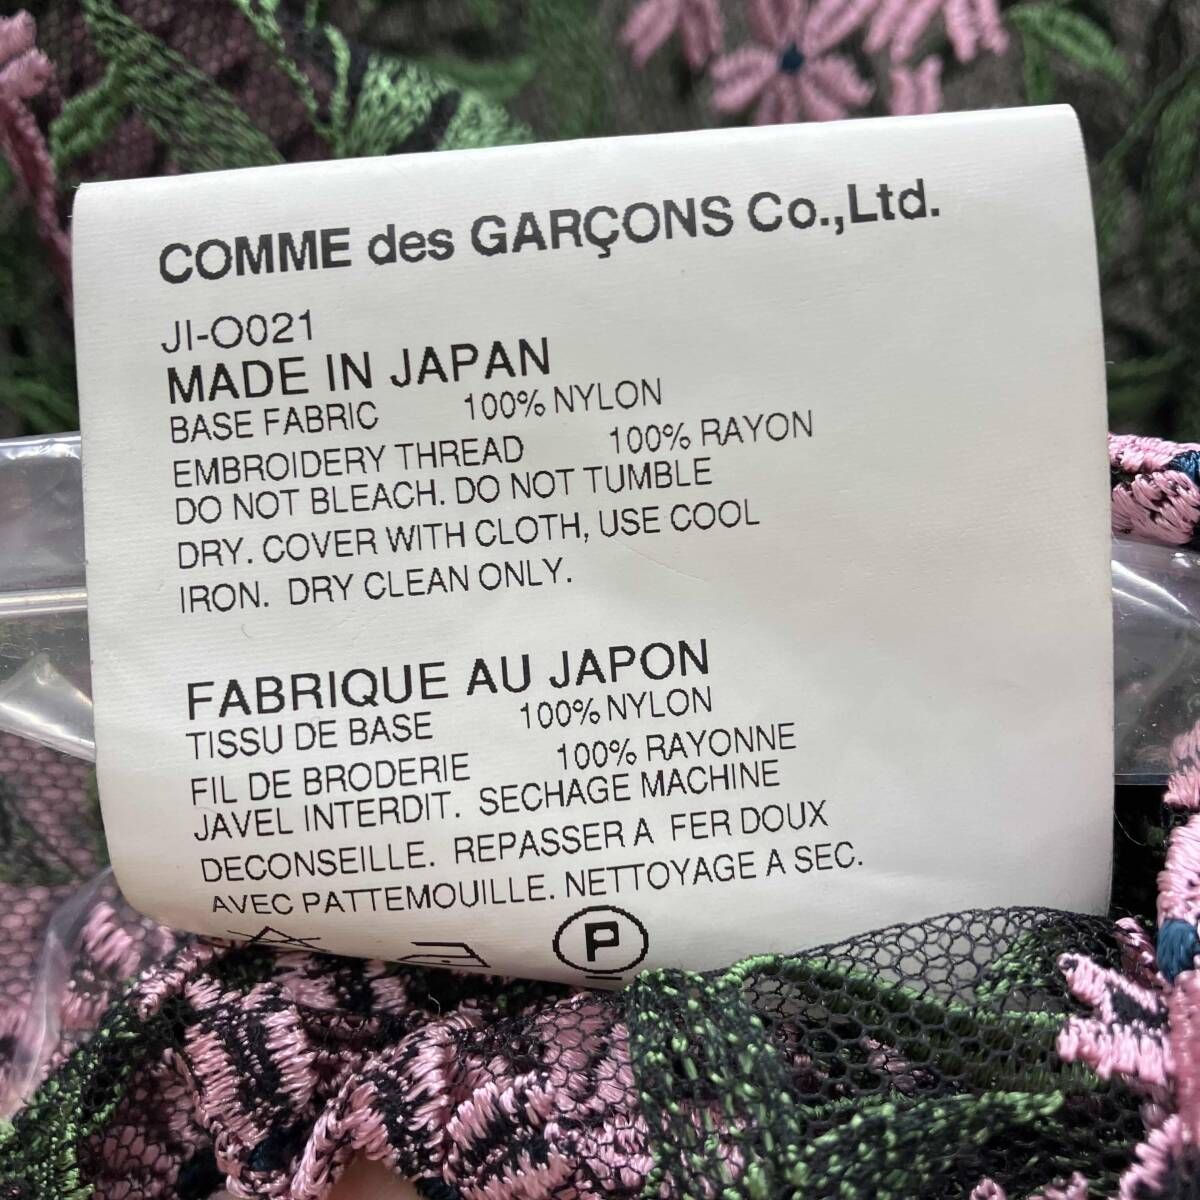 COMME des GARÇONS Co.,Ltd.
JI-O021
MADE IN JAPAN
BASE FABRIC 100% NYLON
EMBROIDERY THREAD 100% RAYON
DO NOT BLEACH. DO NOT TUMBLE
DRY. COVER WITH CLOTH, USE COOL
IRON. DRY CLEAN ONLY.
FABRIQUE AU JAPON
TISSU DE BASE 100% NYLON
FIL DE BRODERIE 100% RAYONNE
JAVEL INTERDIT. SECHAGE MACHINE
DECONSEILLE. REPASSER A FER DOUX
AVEC PATTEMOUILLE. NETTOYAGE A SEC.
P